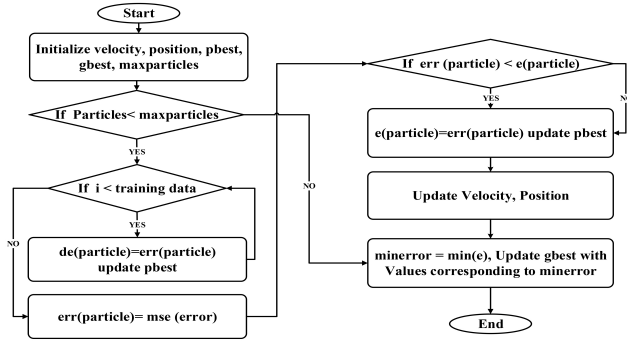 Start
Initialize velocity, position, pbest,
gbest, maxparticles
If Particles< maxparticles
YES
If i < training data
YES
NO
de(particle)=err(particle)
update pbest
err(particle)= mse (error)
NO
If err (particle) < e(particle)
YES
e(particle)=err(particle) update pbest
Update Velocity, Position
minerror = min(e), Update gbest with
Values corresponding to minerror
End